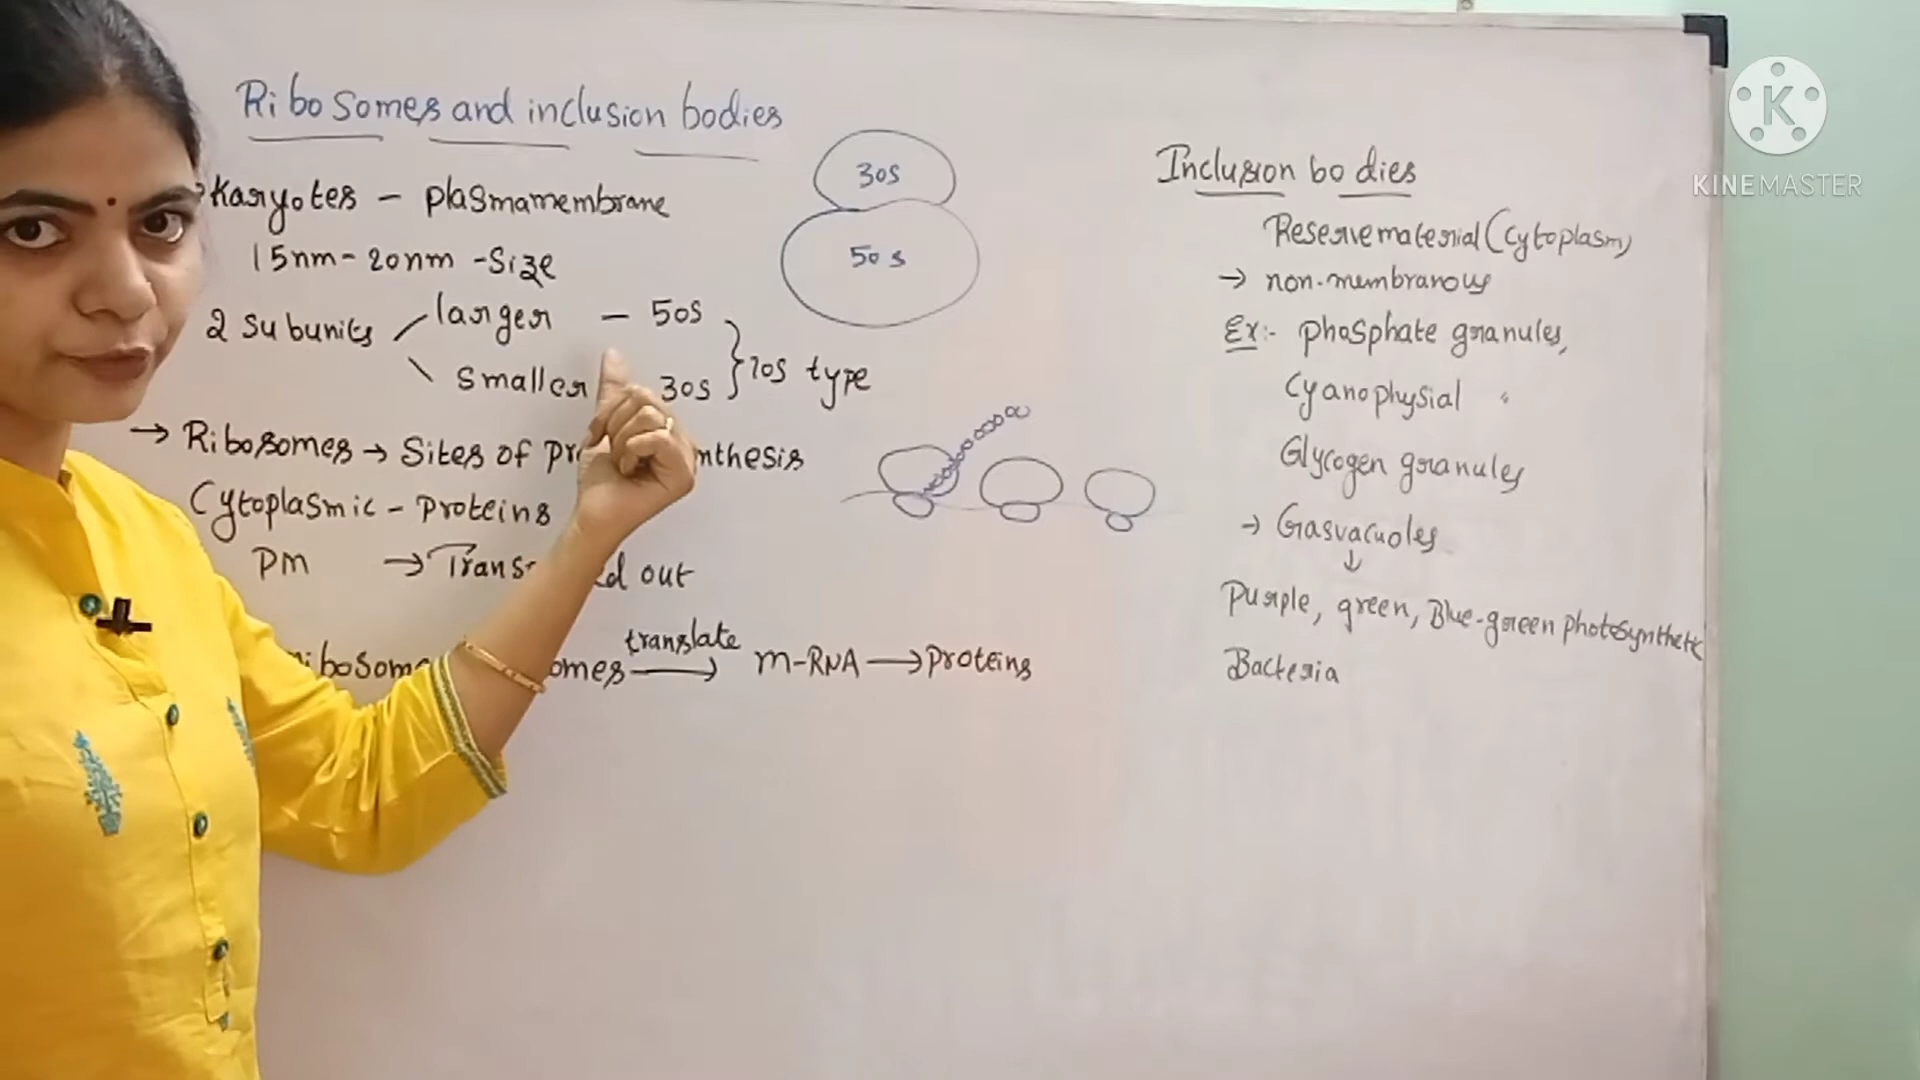 Ribosomes and inclusion bodies
karyotes - plasmamembrane
15nm - 20nm - Size
2 subunits
larger - 50s
smaller 30s
70s type
→ Ribosomes → Sites of
nthesis
Cytoplasmic - proteins
PM → out
translate
→ m-RNA → proteins
30s
50s
Inclusion bodies
Reserve material (Cytoplasm)
→ non-membranous
Ex:- phosphate granules,
Cyanophysial "
Glycogen granules
→ Gasvacuoles
↓
Purple, green, Blue-green photosynthetic
Bacteria
K
KINEMASTER